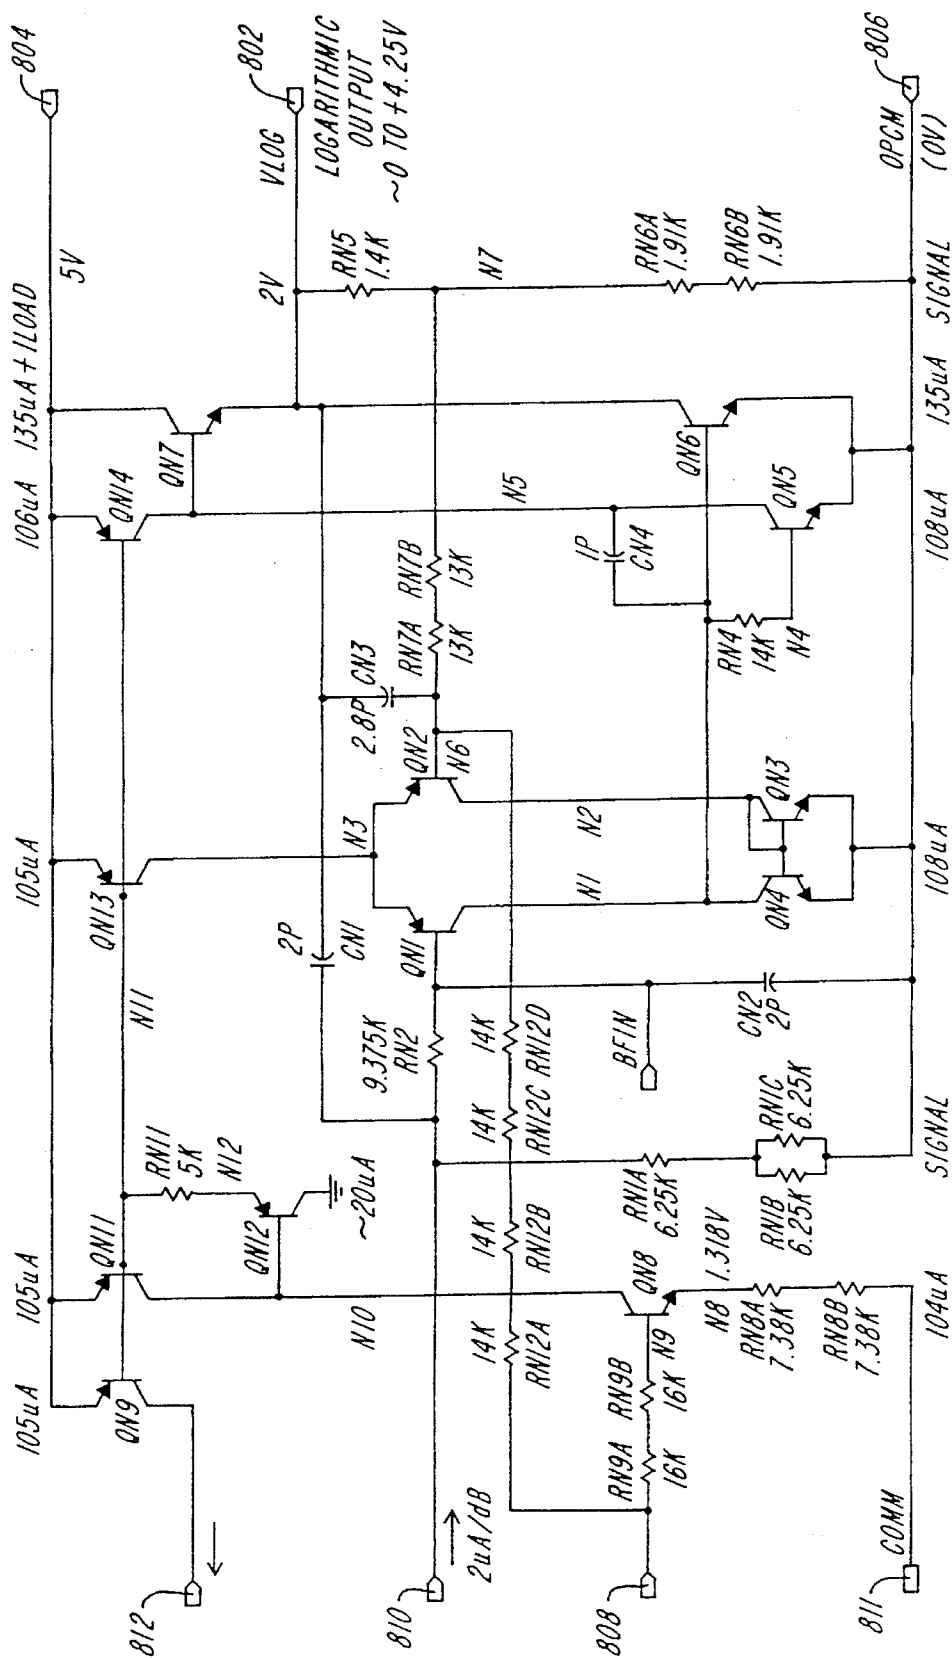 105uA
105uA
105uA
106uA
135uA + ILOAD
804
5V
QN9
QN11
N11
QN13
QN14
QN7
812
RN11
5K
N12
QN12
~20uA
2P
CN1
N3
2.8P
CN3
2V
VLOG
802
LOGARITHMIC
OUTPUT
~0 TO +4.25V
RN5
1.4K
810
2uA/dB
N10
9.375K
RN2
QN1
QN2
N6
RN7A
13K
RN7B
13K
N5
N7
14K
RN12A
14K
RN12B
14K
RN12C
14K
RN12D
808
RN9A
16K
RN9B
16K
N9
QN8
N8
1.318V
RN8A
7.38K
RN8B
7.38K
RN1A
6.25K
RN1B
6.25K
RN1C
6.25K
BFIN
CN2
2P
N1
N2
QN4
QN3
1P
CN4
RN4
14K
N4
QN6
QN5
RN6A
1.91K
RN6B
1.91K
811
COMM
OPCM
(0V)
806
104uA
SIGNAL
108uA
108uA
135uA
SIGNAL